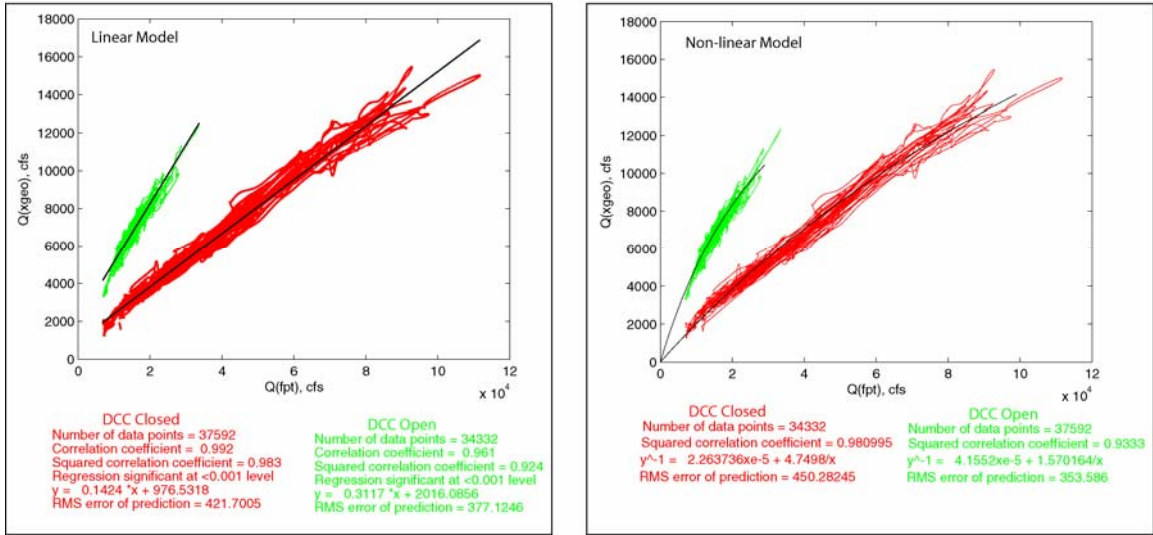 Linear Model
18000
16000
14000
12000
10000
8000
6000
4000
2000
0
Q(xgeo), cfs
0 2 4 6 8 10 12
Q(fpt), cfs
x 10^4
DCC Closed
Number of data points = 37592
Correlation coefficient = 0.992
Squared correlation coefficient = 0.983
Regression significant at <0.001 level
y = 0.1424 *x + 976.5318
RMS error of prediction = 421.7005
DCC Open
Number of data points = 34332
Correlation coefficient = 0.961
Squared correlation coefficient = 0.924
Regression significant at <0.001 level
y = 0.3117 *x + 2016.0856
RMS error of prediction = 377.1246
Non-linear Model
18000
16000
14000
12000
10000
8000
6000
4000
2000
0
Q(xgeo), cfs
0 2 4 6 8 10 12
Q(fpt), cfs
x 10^4
DCC Closed
Number of data points = 34332
Squared correlation coefficient = 0.980995
y^-1 = 2.263736xe-5 + 4.7498/x
RMS error of prediction = 450.28245
DCC Open
Number of data points = 37592
Squared correlation coefficient = 0.9333
y^-1 = 4.1552xe-5 + 1.570164/x
RMS error of prediction = 353.586